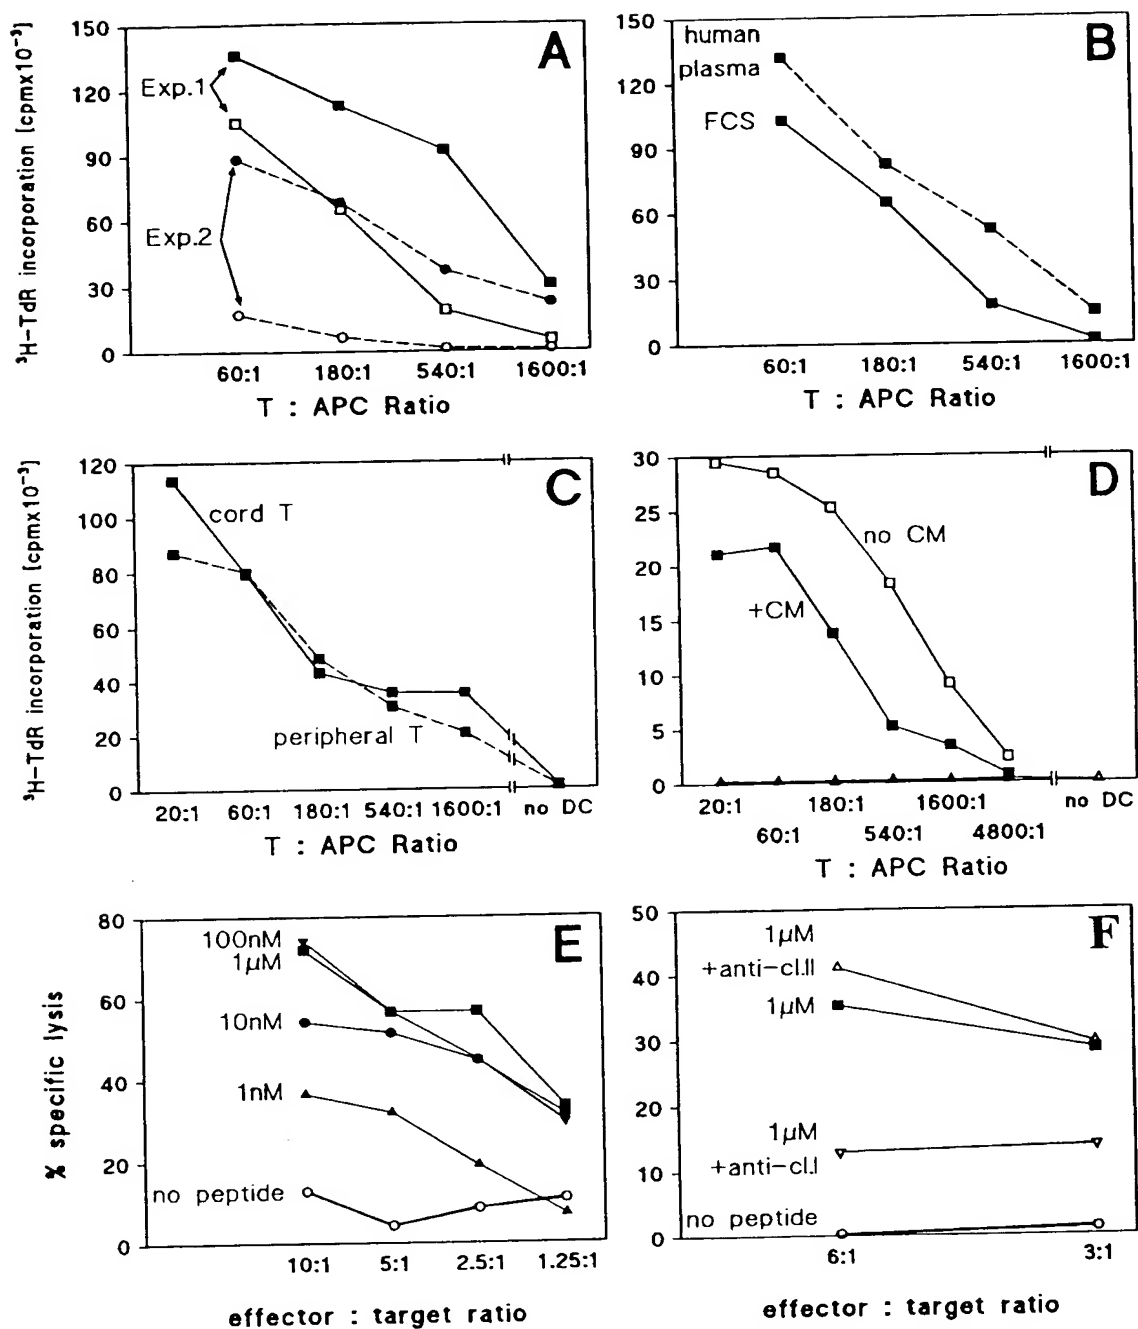 A
³H-TdR incorporation [cpmx10⁻³]
150
120
90
60
30
0
Exp.1
Exp.2
60:1 180:1 540:1 1600:1
T : APC Ratio
B
150
120
90
60
30
0
human
plasma
FCS
60:1 180:1 540:1 1600:1
T : APC Ratio
C
³H-TdR incorporation [cpmx10⁻³]
120
100
80
60
40
20
0
cord T
peripheral T
20:1 60:1 180:1 540:1 1600:1 no DC
T : APC Ratio
D
30
25
20
15
10
5
0
no CM
+CM
20:1 180:1 1600:1 no DC
60:1 540:1 4800:1
T : APC Ratio
E
% specific lysis
80
60
40
20
0
100nM
1µM
10nM
1nM
no peptide
10:1 5:1 2.5:1 1.25:1
effector : target ratio
F
50
40
30
20
10
0
1µM
+anti-cl.II
1µM
1µM
+anti-cl.I
no peptide
6:1 3:1
effector : target ratio